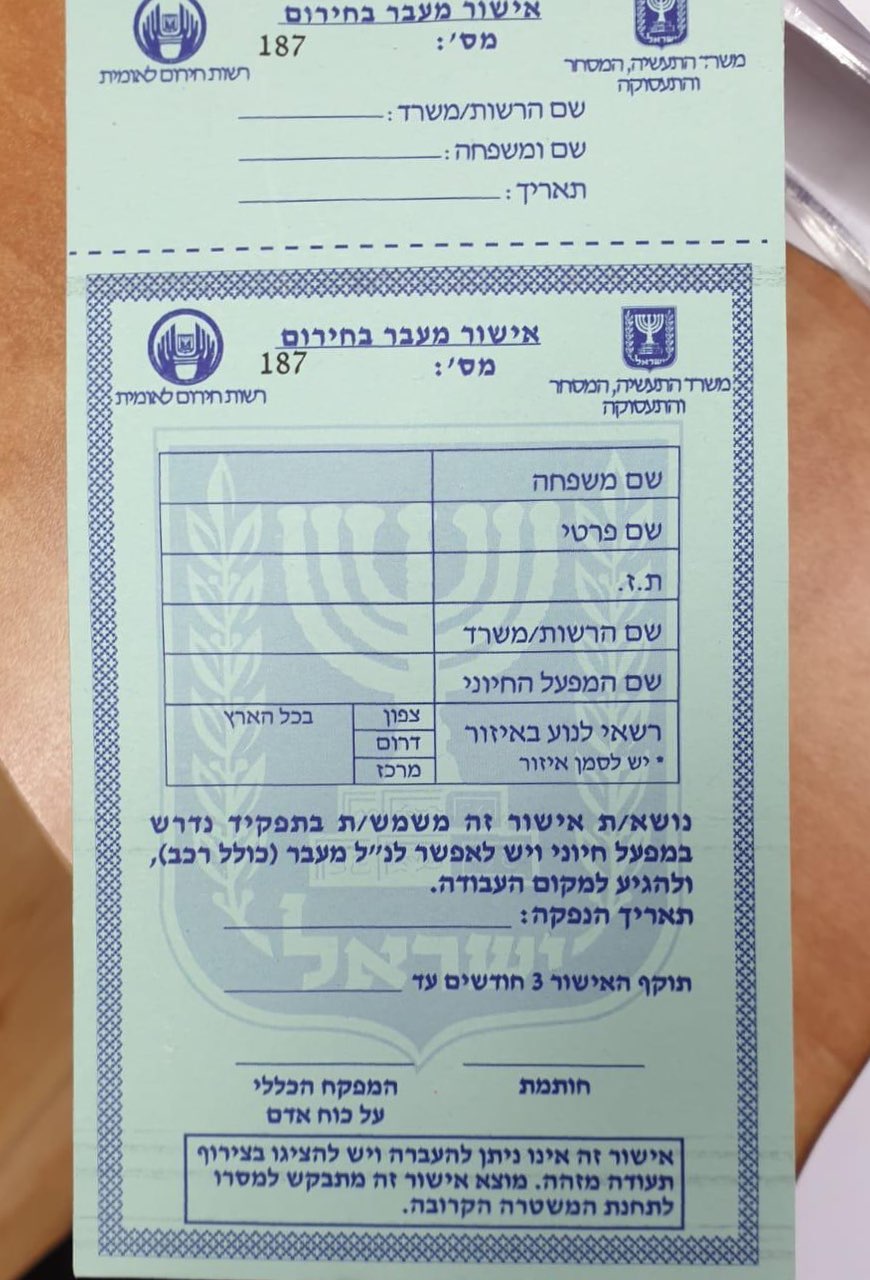 אישור מעבר בחירום
מס': 187
משרד התעשיה, המסחר
והתעסוקה
רשות חירום לאומית
ישראל
שם הרשות/משרד:
שם ומשפחה:
תאריך:
אישור מעבר בחירום
מס': 187
משרד התעשיה, המסחר
והתעסוקה
רשות חירום לאומית
ישראל
שם משפחה
שם פרטי
ת.ז.
שם הרשות/משרד
שם המפעל החיוני
רשאי לנוע באיזור
* יש לסמן איזור
צפון
דרום
מרכז
בכל הארץ
נושא/ת אישור זה משמש/ת בתפקיד נדרש
במפעל חיוני ויש לאפשר לנ"ל מעבר (כולל רכב),
ולהגיע למקום העבודה.
תאריך הנפקה:
ישראל
תוקף האישור 3 חודשים עד
חותמת
המפקח הכללי
על כוח אדם
אישור זה אינו ניתן להעברה ויש להציגו בצירוף
תעודה מזהה. מוצא אישור זה מתבקש למסרו
לתחנת המשטרה הקרובה.